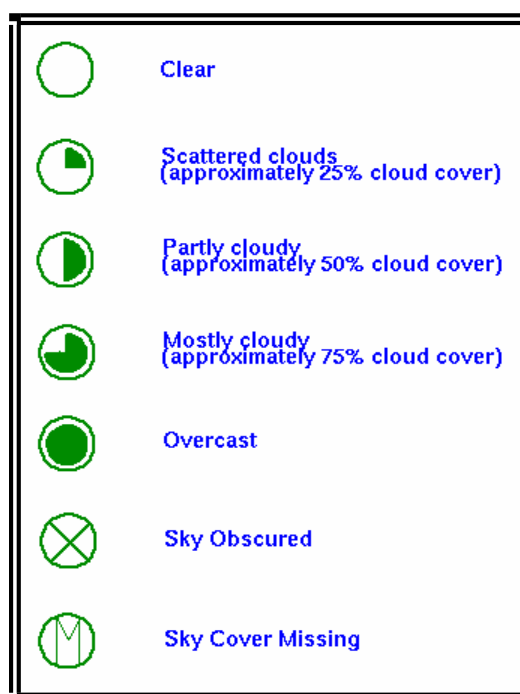 Clear
Scattered clouds
(approximately 25% cloud cover)
Partly cloudy
(approximately 50% cloud cover)
Mostly cloudy
(approximately 75% cloud cover)
Overcast
Sky Obscured
M Sky Cover Missing